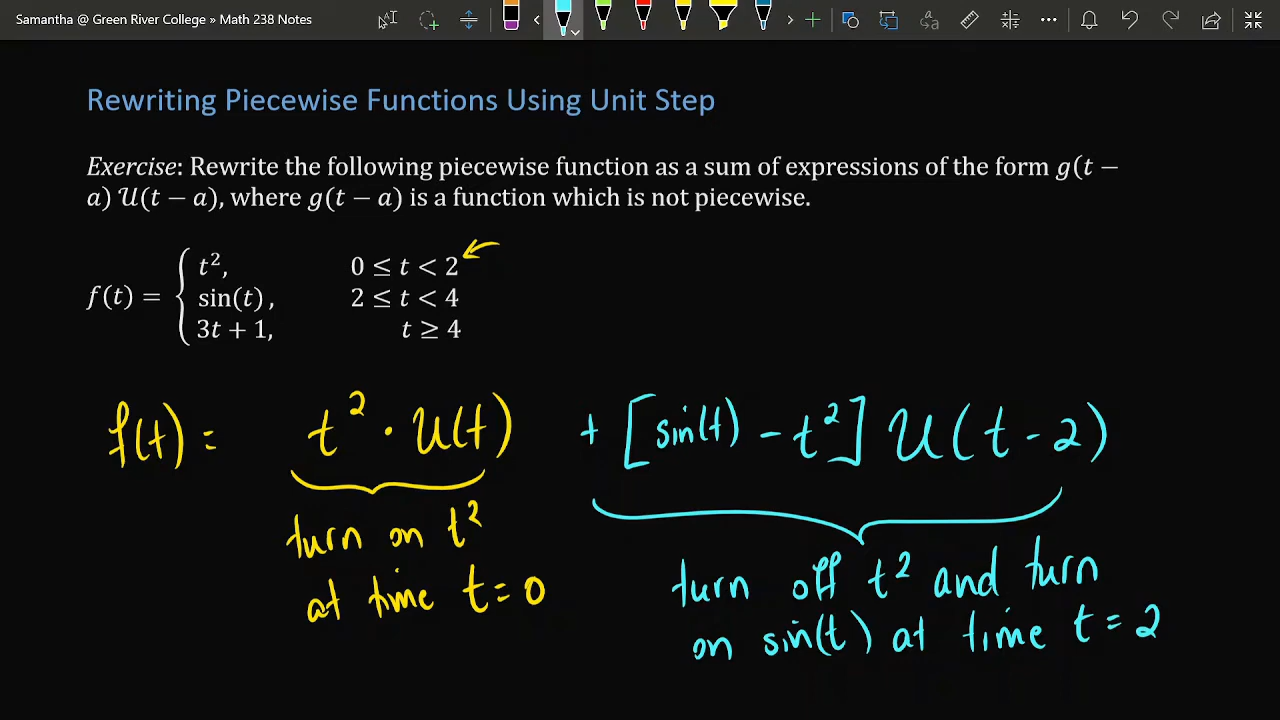 Samantha @ Green River College » Math 238 Notes
Rewriting Piecewise Functions Using Unit Step
Exercise: Rewrite the following piecewise function as a sum of expressions of the form g(t −
a) 𝒰(t − a), where g(t − a) is a function which is not piecewise.
t², 0 ≤ t < 2
f(t) = { sin(t), 2 ≤ t < 4
3t + 1, t ≥ 4
f(t) = t² · 𝒰(t) + [sin(t) − t²] 𝒰(t − 2)
turn on t²
at time t = 0
turn off t² and turn
on sin(t) at time t = 2